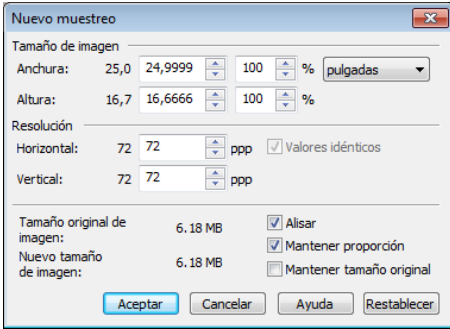 Nuevo muestreo
Tamaño de imagen
Anchura: 25,0 24,9999 100 % pulgadas
Altura: 16,7 16,6666 100 %
Resolución
Horizontal: 72 72 ppp Valores idénticos
Vertical: 72 72 ppp
Tamaño original de
imagen: 6.18 MB Alisar
Mantener proporción
Nuevo tamaño
de imagen: 6.18 MB Mantener tamaño original
Aceptar Cancelar Ayuda Restablecer